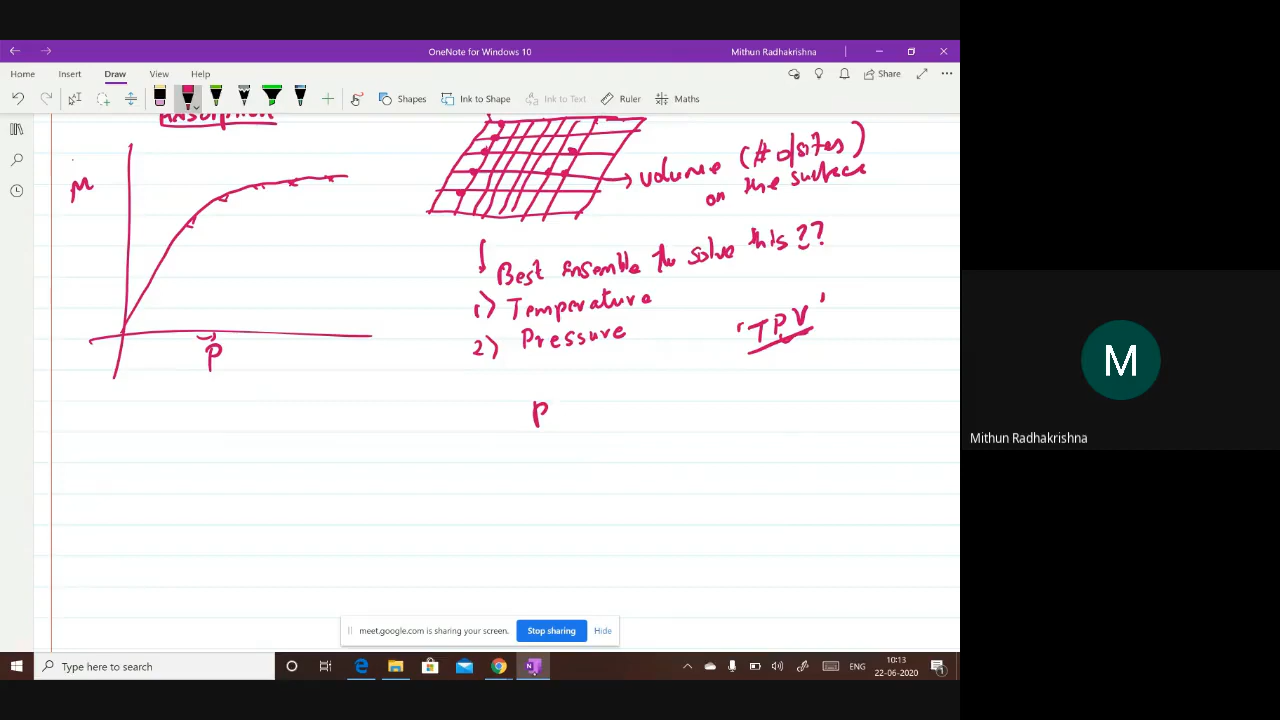 OneNote for Windows 10
Mithun Radhakrishna
Home Insert Draw View Help
Share
Shapes Ink to Shape Ink to Text Ruler Maths
M
P
volume (# of sites)
on the surface
Best Ensemble to solve this ??
1) Temperature
2) Pressure
'TPV'
P
M
Mithun Radhakrishna
meet.google.com is sharing your screen. Stop sharing Hide
Type here to search
ENG
10:13
22-06-2020